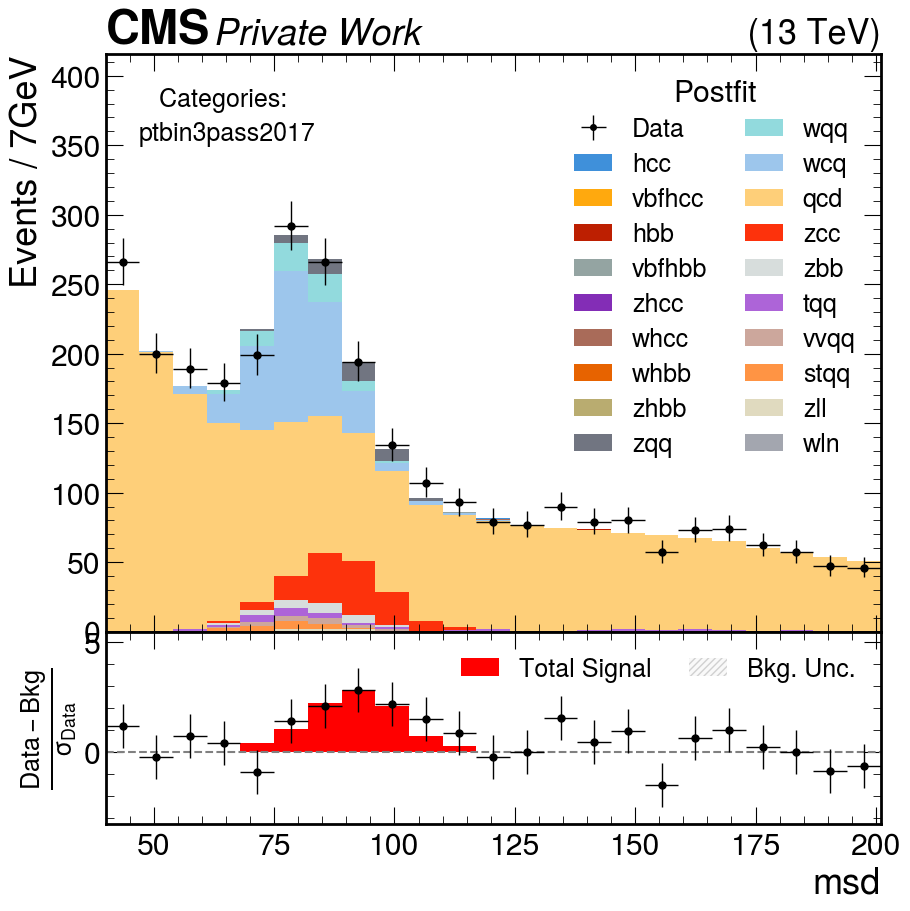 CMS Private Work (13 TeV)
Events / 7GeV
400
350
300
250
200
150
100
50
0
Categories:
ptbin3pass2017
Postfit
Data
hcc
vbfhcc
hbb
vbfhbb
zhcc
whcc
whbb
zhbb
zqq
wqq
wcq
qcd
zcc
zbb
tqq
vvqq
stqq
zll
wln
Data – Bkg
σData
5
0
Total Signal
Bkg. Unc.
50 75 100 125 150 175 200
msd